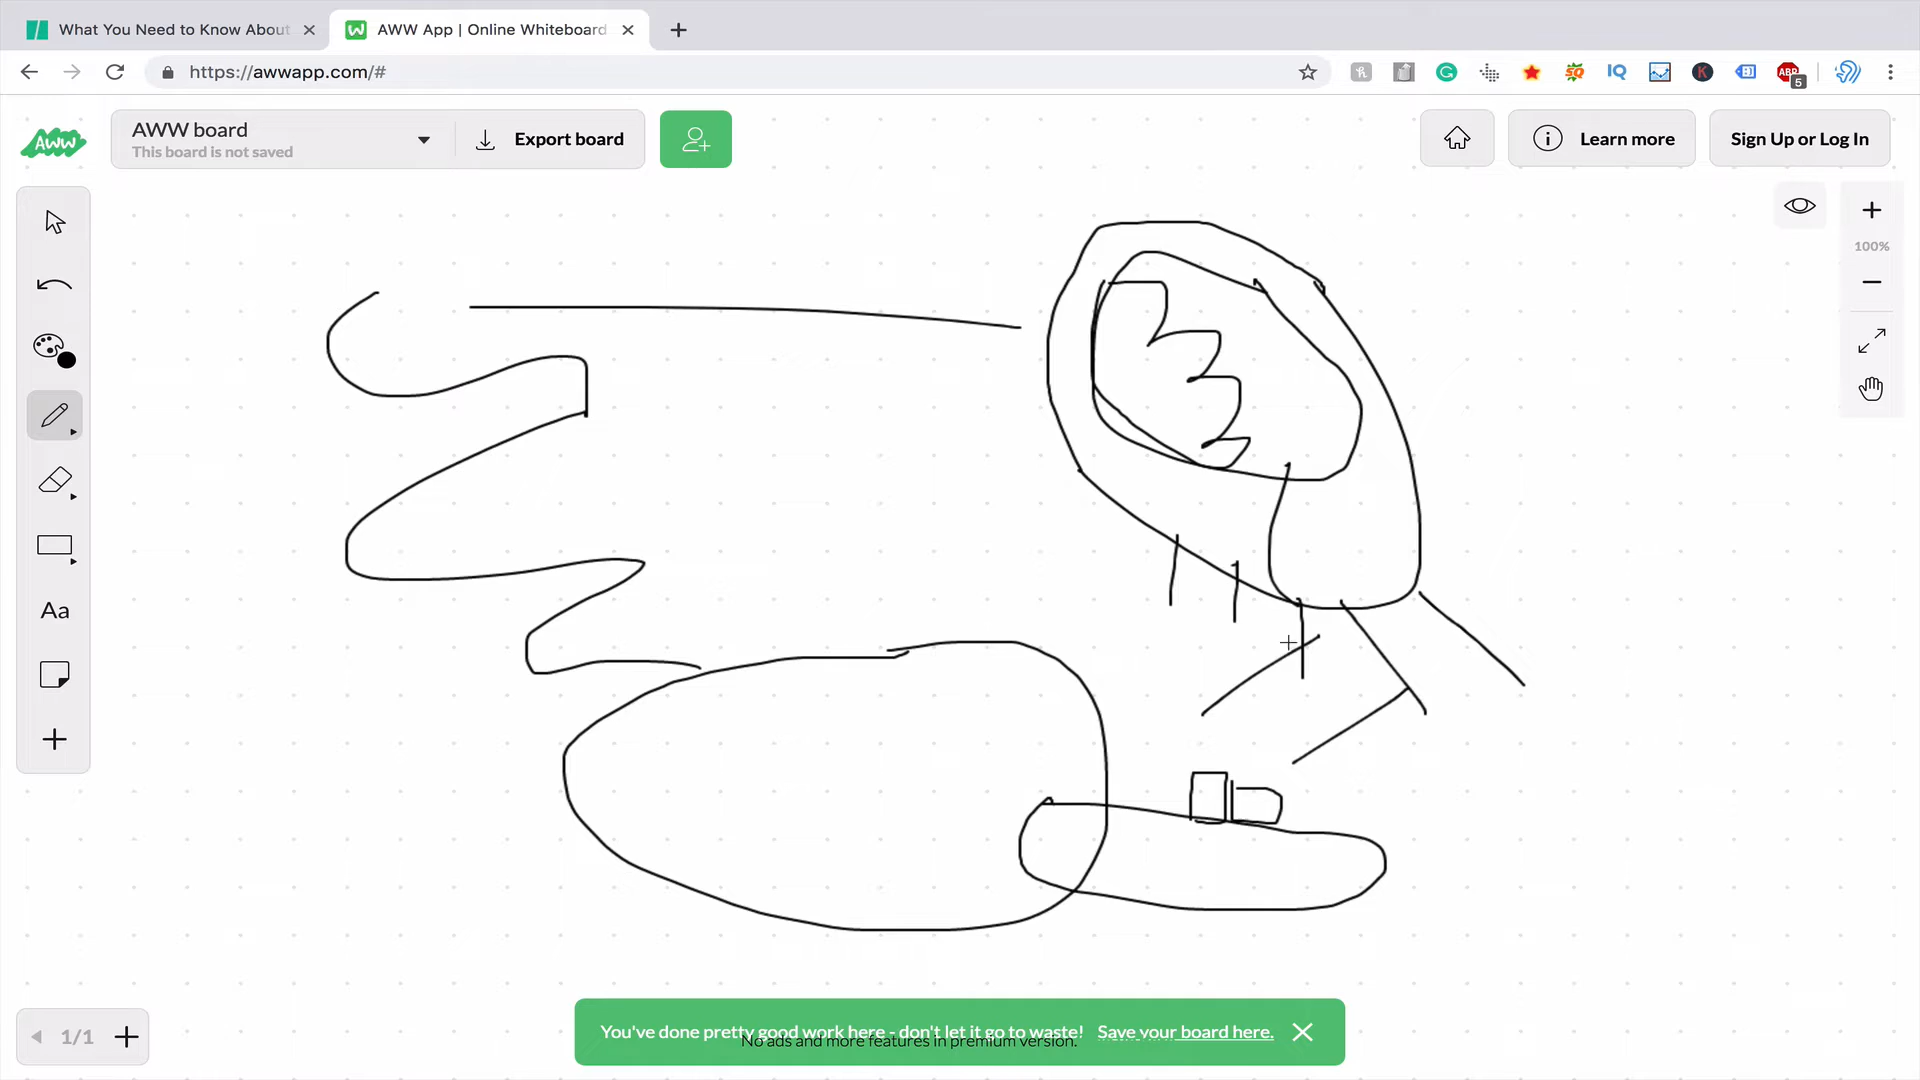 What You Need to Know About
AWW App | Online Whiteboard
https://awwapp.com/#
ABP
5
AWW
AWW board
This board is not saved
Export board
Learn more
Sign Up or Log In
100%
Aa
1/1
You've done pretty good work here - don't let it go to waste! Save your board here.
No ads and more features in premium version.